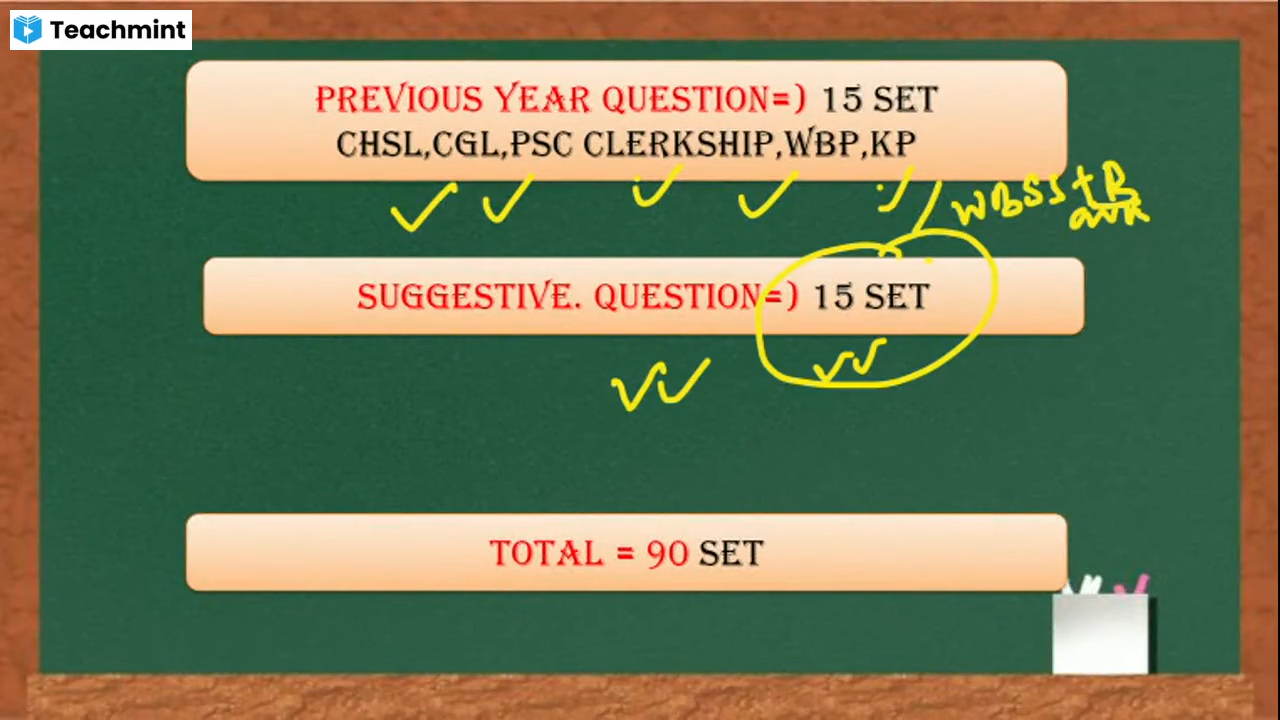 Teachmint
PREVIOUS YEAR QUESTION=) 15 SET
CHSL,CGL,PSC CLERKSHIP,WBP,KP
WBSSt
SUGGESTIVE. QUESTION=) 15 SET
TOTAL = 90 SET